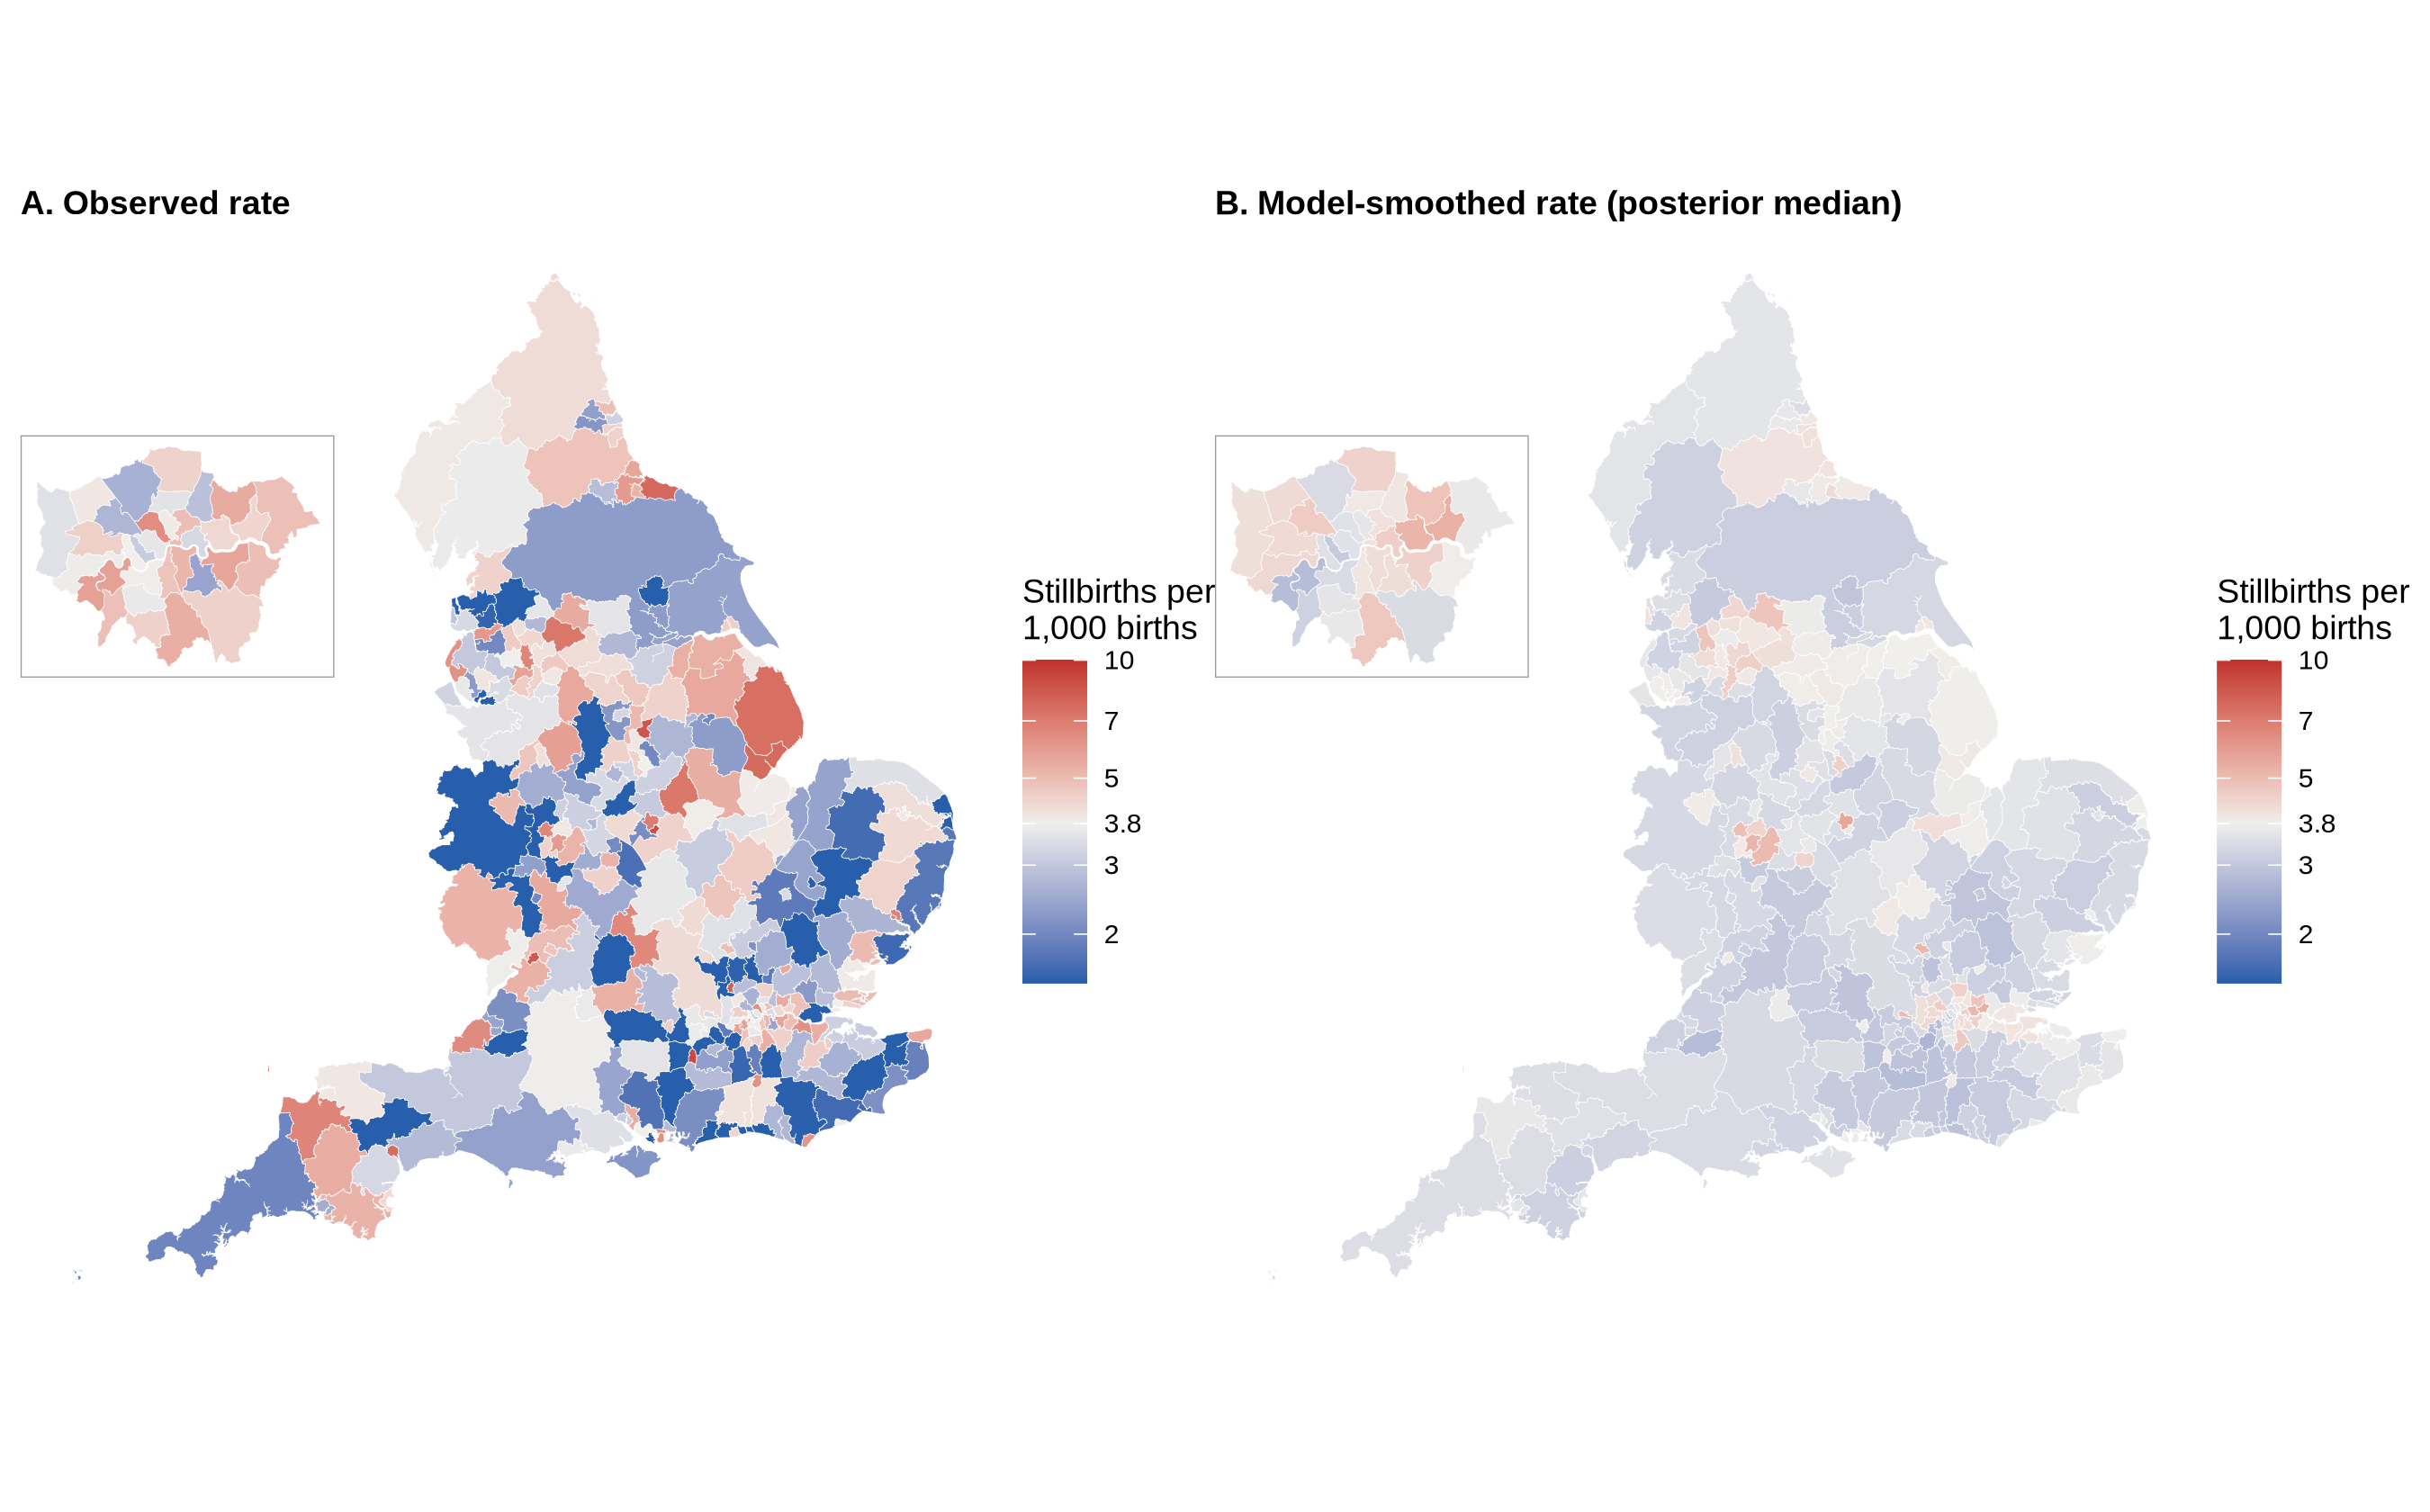 A. Observed rate
B. Model-smoothed rate (posterior median)
Stillbirths per
1,000 births
10
7
5
3.8
3
2
Stillbirths per
1,000 births
10
7
5
3.8
3
2